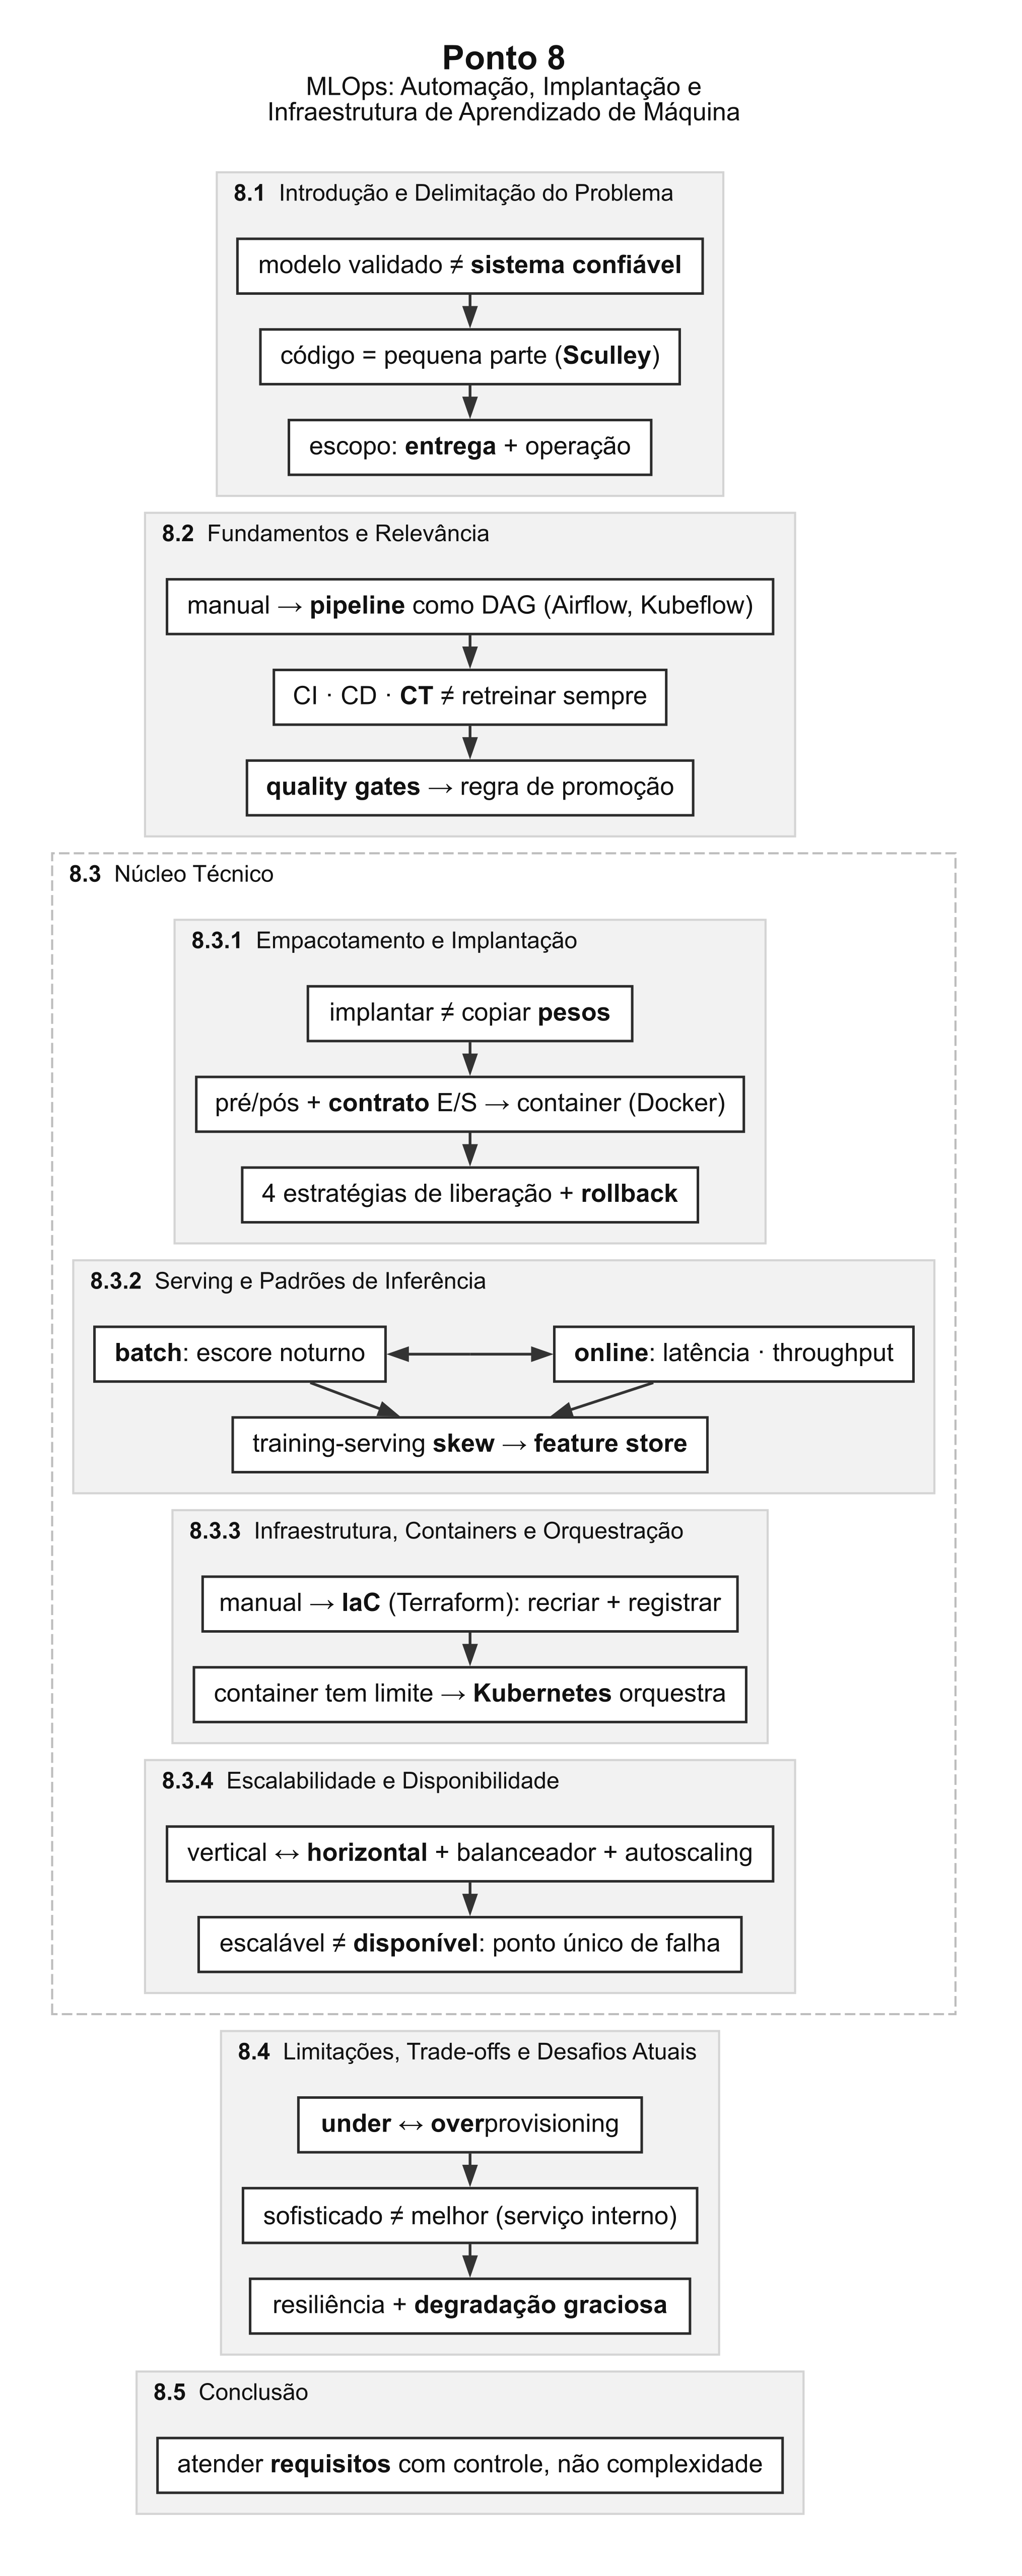 Ponto 8
MLOps: Automação, Implantação e
Infraestrutura de Aprendizado de Máquina
8.1 Introdução e Delimitação do Problema
modelo validado ≠ sistema confiável
código = pequena parte (Sculley)
escopo: entrega + operação
8.2 Fundamentos e Relevância
manual → pipeline como DAG (Airflow, Kubeflow)
CI · CD · CT ≠ retreinar sempre
quality gates → regra de promoção
8.3 Núcleo Técnico
8.3.1 Empacotamento e Implantação
implantar ≠ copiar pesos
pré/pós + contrato E/S → container (Docker)
4 estratégias de liberação + rollback
8.3.2 Serving e Padrões de Inferência
batch: escore noturno
online: latência · throughput
training-serving skew → feature store
8.3.3 Infraestrutura, Containers e Orquestração
manual → IaC (Terraform): recriar + registrar
container tem limite → Kubernetes orquestra
8.3.4 Escalabilidade e Disponibilidade
vertical ↔ horizontal + balanceador + autoscaling
escalável ≠ disponível: ponto único de falha
8.4 Limitações, Trade-offs e Desafios Atuais
under ↔ overprovisioning
sofisticado ≠ melhor (serviço interno)
resiliência + degradação graciosa
8.5 Conclusão
atender requisitos com controle, não complexidade